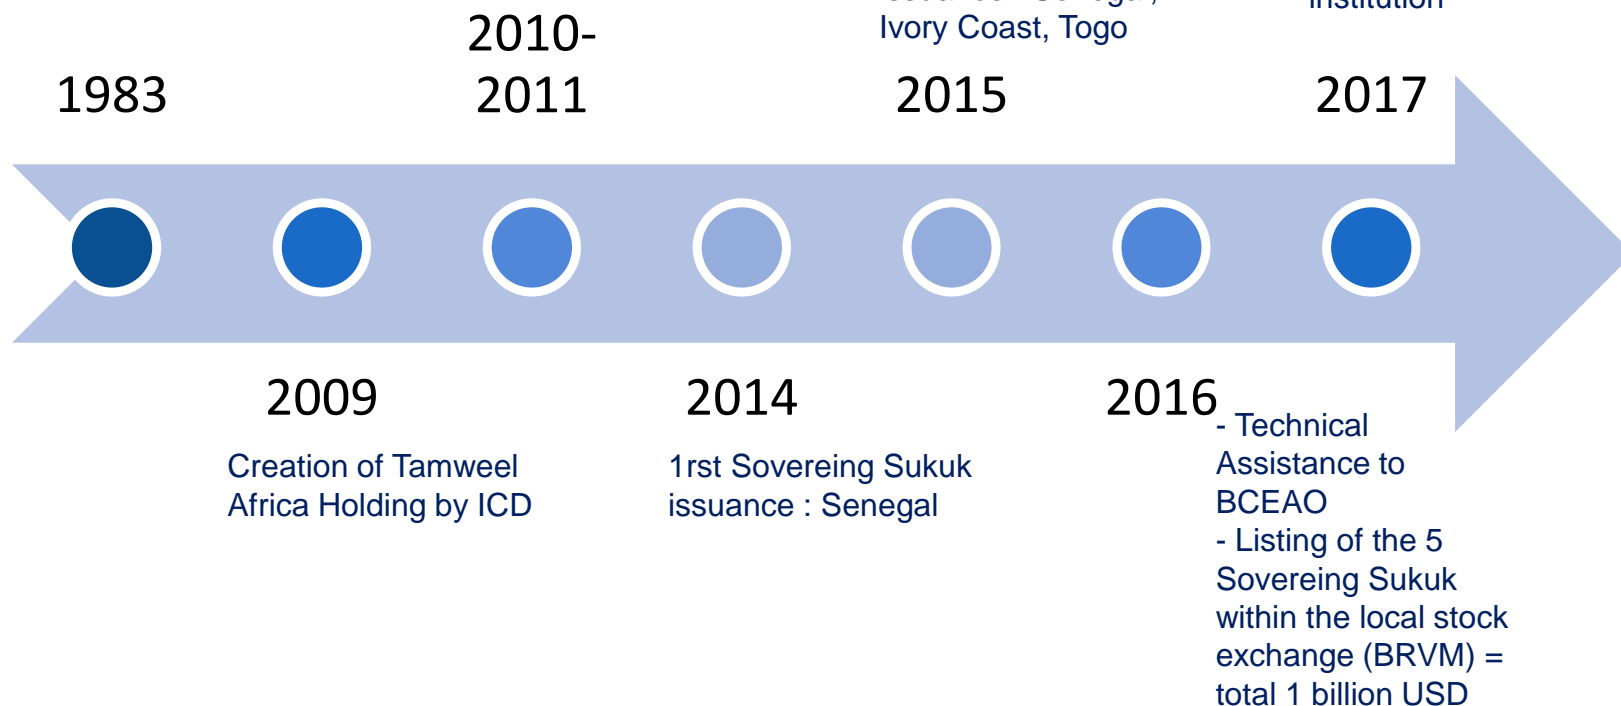 Ivory Coast, Togo
institution
2010-
2011
1983
2015
2017
2009
Creation of Tamweel
Africa Holding by ICD
2014
1rst Sovereing Sukuk
issuance : Senegal
2016
- Technical
Assistance to
BCEAO
- Listing of the 5
Sovereing Sukuk
within the local stock
exchange (BRVM) =
total 1 billion USD